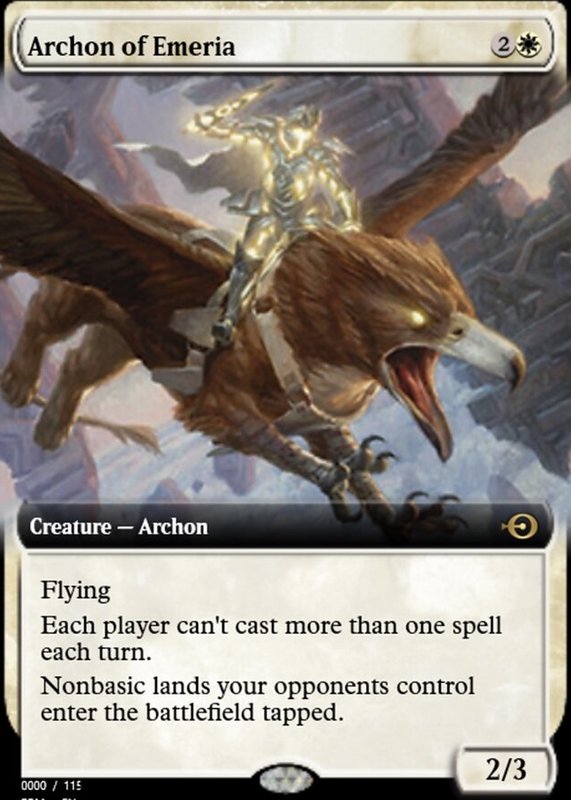 Archon of Emeria 2
Creature — Archon
Flying
Each player can't cast more than one spell
each turn.
Nonbasic lands your opponents control
enter the battlefield tapped.
2/3
0000 / 115